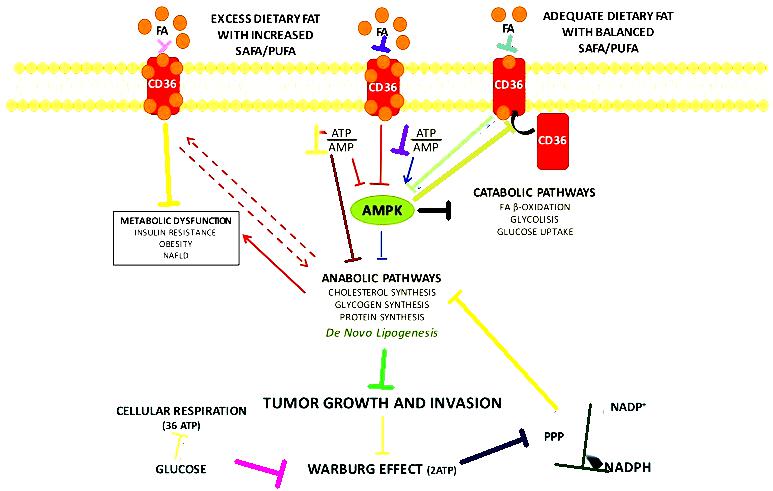 EXCESS DIETARY FAT
WITH INCREASED
SAFA/PUFA
ADEQUATE DIETARY FAT
WITH BALANCED
SAFA/PUFA
FA
FA
FA
CD36
CD36
CD36
CD36
ATP
AMP
ATP
AMP
AMPK
CATABOLIC PATHWAYS
FA β-OXIDATION
GLYCOLISIS
GLUCOSE UPTAKE
METABOLIC DYSFUNCTION
INSULIN RESISTANCE
OBESITY
NAFLD
ANABOLIC PATHWAYS
CHOLESTEROL SYNTHESIS
GLYCOGEN SYNTHESIS
PROTEIN SYNTHESIS
De Novo Lipogenesis
TUMOR GROWTH AND INVASION
CELLULAR RESPIRATION
(36 ATP)
GLUCOSE
WARBURG EFFECT (2ATP)
PPP
NADP⁺
NADPH